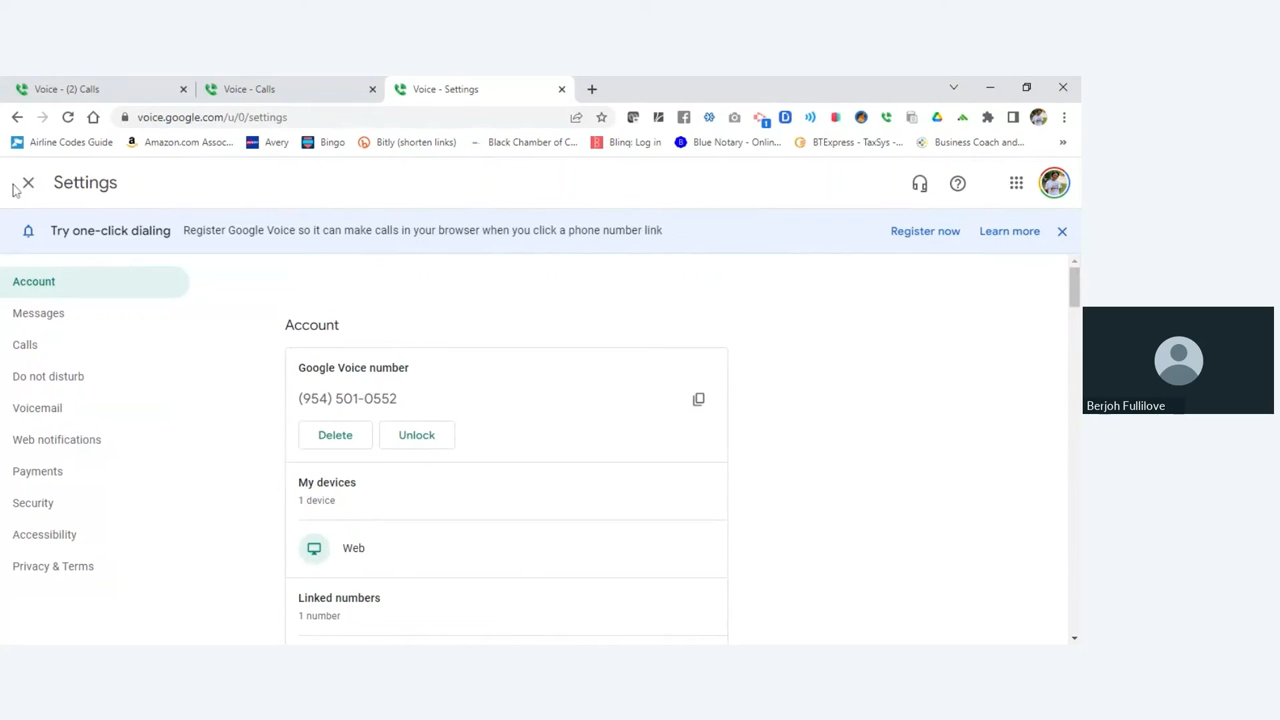 Voice - (2) Calls
Voice - Calls
Voice - Settings
voice.google.com/u/0/settings
Airline Codes Guide
Amazon.com Assoc...
Avery
Bingo
Bitly (shorten links)
Black Chamber of C...
Blinq: Log in
Blue Notary - Onlin...
BTExpress - TaxSys -...
Business Coach and...
Settings
Try one-click dialing
Register Google Voice so it can make calls in your browser when you click a phone number link
Register now
Learn more
Account
Messages
Calls
Do not disturb
Voicemail
Web notifications
Payments
Security
Accessibility
Privacy & Terms
Account
Google Voice number
(954) 501-0552
Delete
Unlock
My devices
1 device
Web
Linked numbers
1 number
Berjoh Fullilove